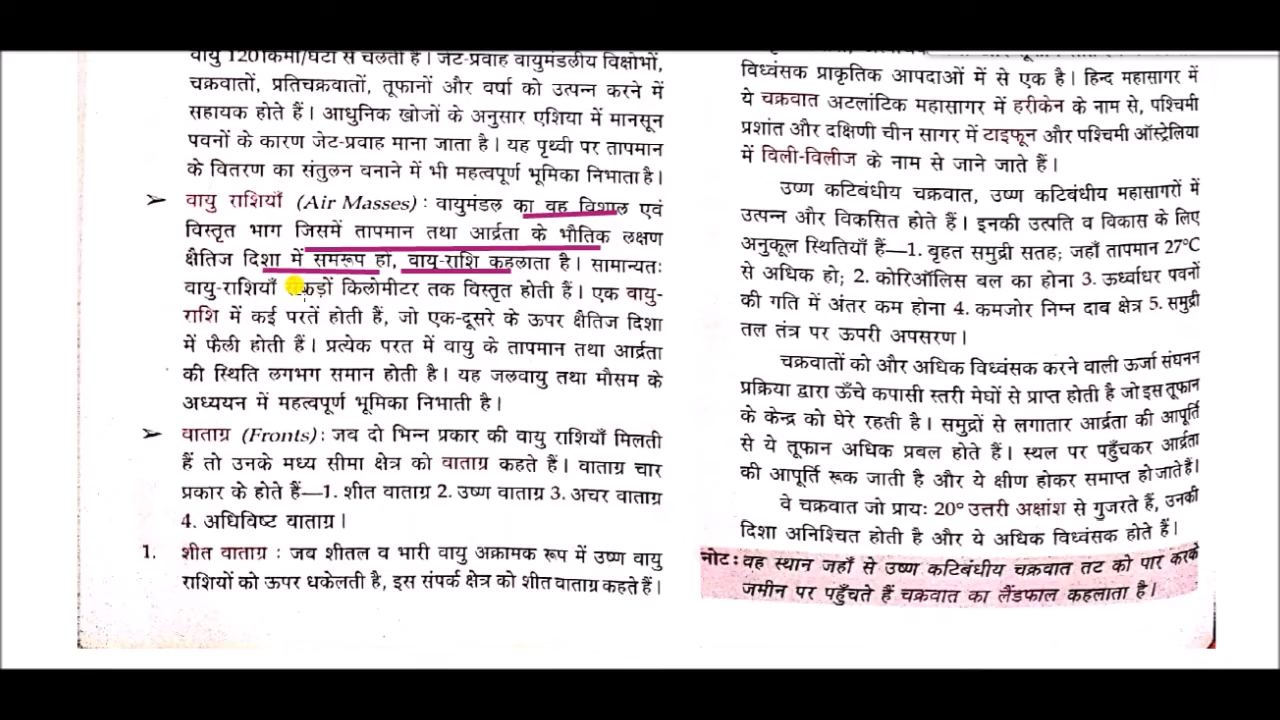 वायु 120 किमी/घंटा से चलती है। जेट-प्रवाह वायुमंडलीय विक्षोभों,
चक्रवातों, प्रतिचक्रवातों, तूफानों और वर्षा को उत्पन्न करने में
सहायक होते हैं। आधुनिक खोजों के अनुसार एशिया में मानसून
पवनों के कारण जेट-प्रवाह माना जाता है। यह पृथ्वी पर तापमान
के वितरण का संतुलन बनाने में भी महत्वपूर्ण भूमिका निभाता है।
➤ वायु राशियाँ (Air Masses) : वायुमंडल का वह विशाल एवं
विस्तृत भाग जिसमें तापमान तथा आर्द्रता के भौतिक लक्षण
क्षैतिज दिशा में समरूप हो, वायु-राशि कहलाता है। सामान्यतः
वायु-राशियाँ किलोमीटर तक विस्तृत होती हैं। एक वायु-
राशि में कई परतें होती हैं, जो एक-दूसरे के ऊपर क्षैतिज दिशा
में फैली होती हैं। प्रत्येक परत में वायु के तापमान तथा आर्द्रता
की स्थिति लगभग समान होती है। यह जलवायु तथा मौसम के
अध्ययन में महत्वपूर्ण भूमिका निभाती है।
➤ वाताग्र (Fronts) : जब दो भिन्न प्रकार की वायु राशियाँ मिलती
हैं तो उनके मध्य सीमा क्षेत्र को वाताग्र कहते हैं। वाताग्र चार
प्रकार के होते हैं—1. शीत वाताग्र 2. उष्ण वाताग्र 3. अचर वाताग्र
4. अधिविष्ट वाताग्र।
1. शीत वाताग्र : जब शीतल व भारी वायु अक्रामक रूप में उष्ण वायु
राशियों को ऊपर धकेलती है, इस संपर्क क्षेत्र को शीत वाताग्र कहते हैं।
विध्वंसक प्राकृतिक आपदाओं में से एक है। हिन्द महासागर में
ये चक्रवात अटलांटिक महासागर में हरीकेन के नाम से, पश्चिमी
प्रशांत और दक्षिणी चीन सागर में टाइफून और पश्चिमी ऑस्ट्रेलिया
में विली-विलीज के नाम से जाने जाते हैं।
उष्ण कटिबंधीय चक्रवात, उष्ण कटिबंधीय महासागरों में
उत्पन्न और विकसित होते हैं। इनकी उत्पति व विकास के लिए
अनुकूल स्थितियाँ हैं—1. बृहत समुद्री सतह; जहाँ तापमान 27°C
से अधिक हो; 2. कोरिऑलिस बल का होना 3. ऊर्ध्वाधर पवनों
की गति में अंतर कम होना 4. कमजोर निम्न दाब क्षेत्र 5. समुद्री
तल तंत्र पर ऊपरी अपसरण।
चक्रवातों को और अधिक विध्वंसक करने वाली ऊर्जा संघनन
प्रक्रिया द्वारा ऊँचे कपासी स्तरी मेघों से प्राप्त होती है जो इस तूफान
के केन्द्र को घेरे रहती है। समुद्रों से लगातार आर्द्रता की आपूर्ति
से ये तूफान अधिक प्रबल होते हैं। स्थल पर पहुँचकर आर्द्रता
की आपूर्ति रूक जाती है और ये क्षीण होकर समाप्त हो जाते हैं।
वे चक्रवात जो प्रायः 20° उत्तरी अक्षांश से गुजरते हैं, उनकी
दिशा अनिश्चित होती है और ये अधिक विध्वंसक होते हैं।
नोट: वह स्थान जहाँ से उष्ण कटिबंधीय चक्रवात तट को पार करके
जमीन पर पहुँचते हैं चक्रवात का लैंडफाल कहलाता है।